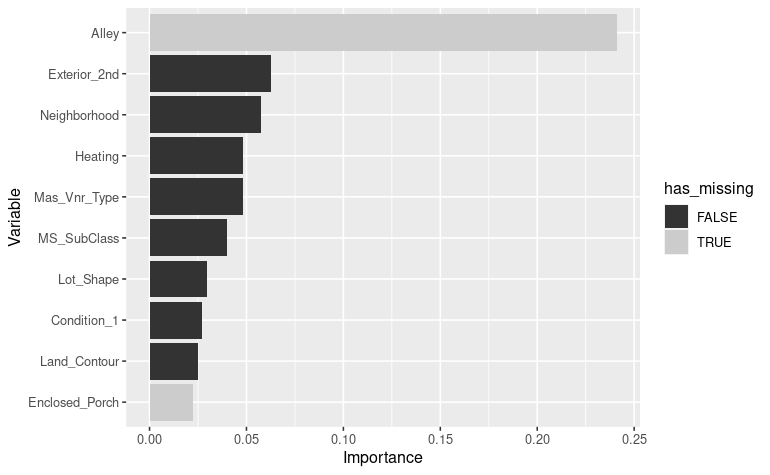 Alley
Exterior_2nd
Neighborhood
Heating
Mas_Vnr_Type
MS_SubClass
Lot_Shape
Condition_1
Land_Contour
Enclosed_Porch
Variable
0.00 0.05 0.10 0.15 0.20 0.25
Importance
has_missing
FALSE
TRUE